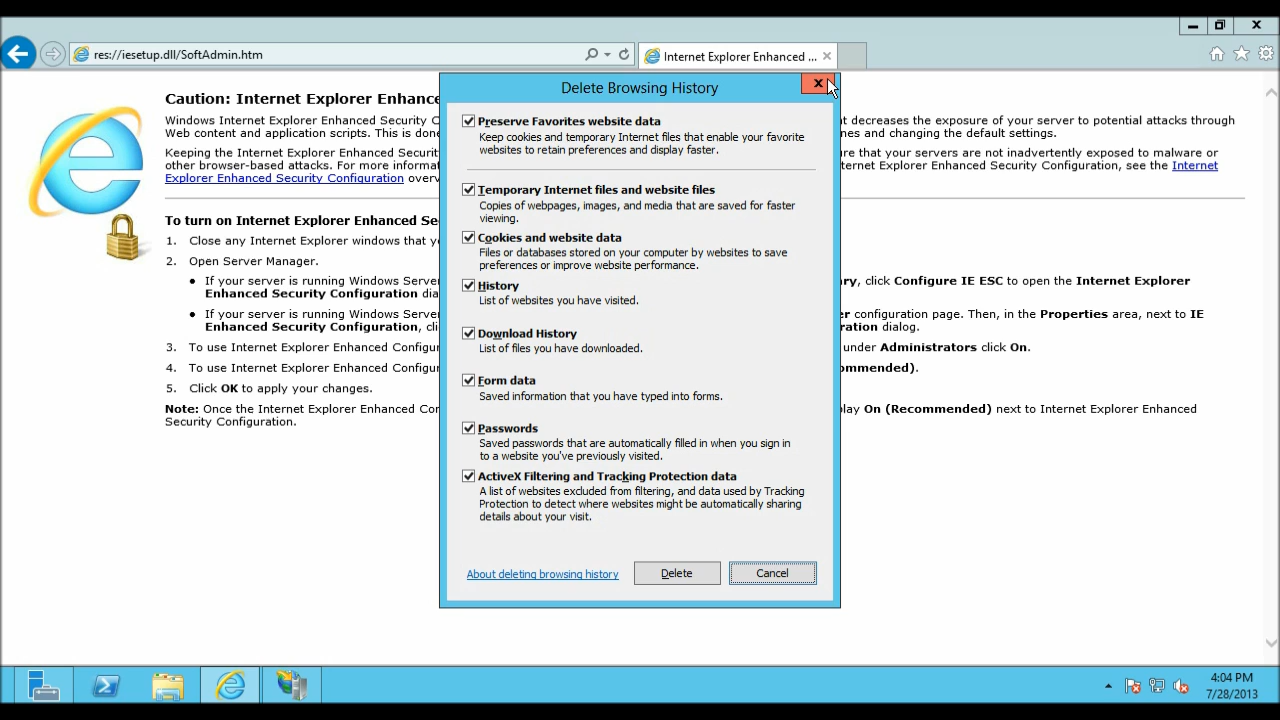 res://iesetup.dll/SoftAdmin.htm
Internet Explorer Enhanced ...
Delete Browsing History
x
Caution: Internet Explorer Enhance
Windows Internet Explorer Enhanced Security C
t decreases the exposure of your server to potential attacks through
Web content and application scripts. This is done
nes and changing the default settings.
Keeping the Internet Explorer Enhanced Securit
ure that your servers are not inadvertently exposed to malware or
other browser-based attacks. For more informat
nternet Explorer Enhanced Security Configuration, see the Internet
Explorer Enhanced Security Configuration overv
To turn on Internet Explorer Enhanced Se
1. Close any Internet Explorer windows that yo
2. Open Server Manager.
• If your server is running Windows Serve
ry, click Configure IE ESC to open the Internet Explorer
Enhanced Security Configuration dia
• If your server is running Windows Serve
er configuration page. Then, in the Properties area, next to IE
Enhanced Security Configuration, cli
ration dialog.
3. To use Internet Explorer Enhanced Configur
under Administrators click On.
4. To use Internet Explorer Enhanced Configur
mmended).
5. Click OK to apply your changes.
Note: Once the Internet Explorer Enhanced Con
play On (Recommended) next to Internet Explorer Enhanced
Security Configuration.
Preserve Favorites website data
Keep cookies and temporary Internet files that enable your favorite
websites to retain preferences and display faster.
Temporary Internet files and website files
Copies of webpages, images, and media that are saved for faster
viewing.
Cookies and website data
Files or databases stored on your computer by websites to save
preferences or improve website performance.
History
List of websites you have visited.
Download History
List of files you have downloaded.
Form data
Saved information that you have typed into forms.
Passwords
Saved passwords that are automatically filled in when you sign in
to a website you've previously visited.
ActiveX Filtering and Tracking Protection data
A list of websites excluded from filtering, and data used by Tracking
Protection to detect where websites might be automatically sharing
details about your visit.
About deleting browsing history
Delete
Cancel
4:04 PM
7/28/2013